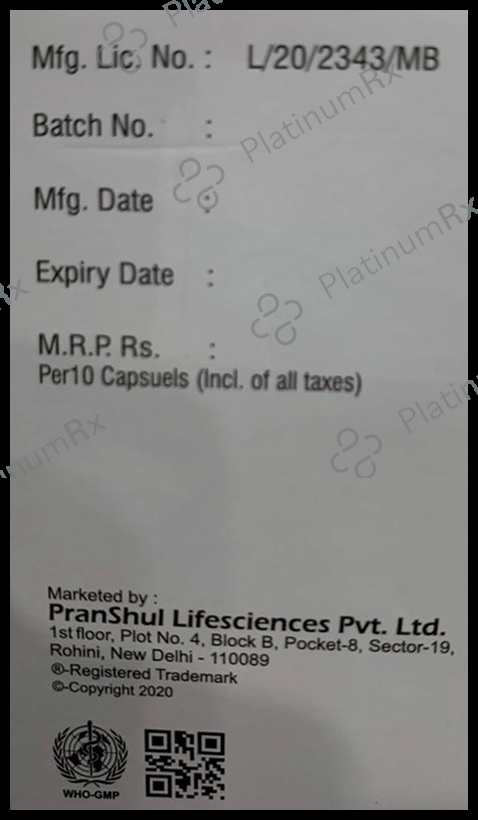 Mfg. Lic. No. : L/20/2343/MB
Batch No. :
Mfg. Date :
Expiry Date :
M.R.P. Rs. :
Per10 Capsuels (Incl. of all taxes)
Marketed by :
PranShul Lifesciences Pvt. Ltd.
1st floor, Plot No. 4, Block B, Pocket-8, Sector-19,
Rohini, New Delhi - 110089
®-Registered Trademark
©-Copyright 2020
WHO-GMP
PlatinumRx
PlatinumRx
PlatinumRx